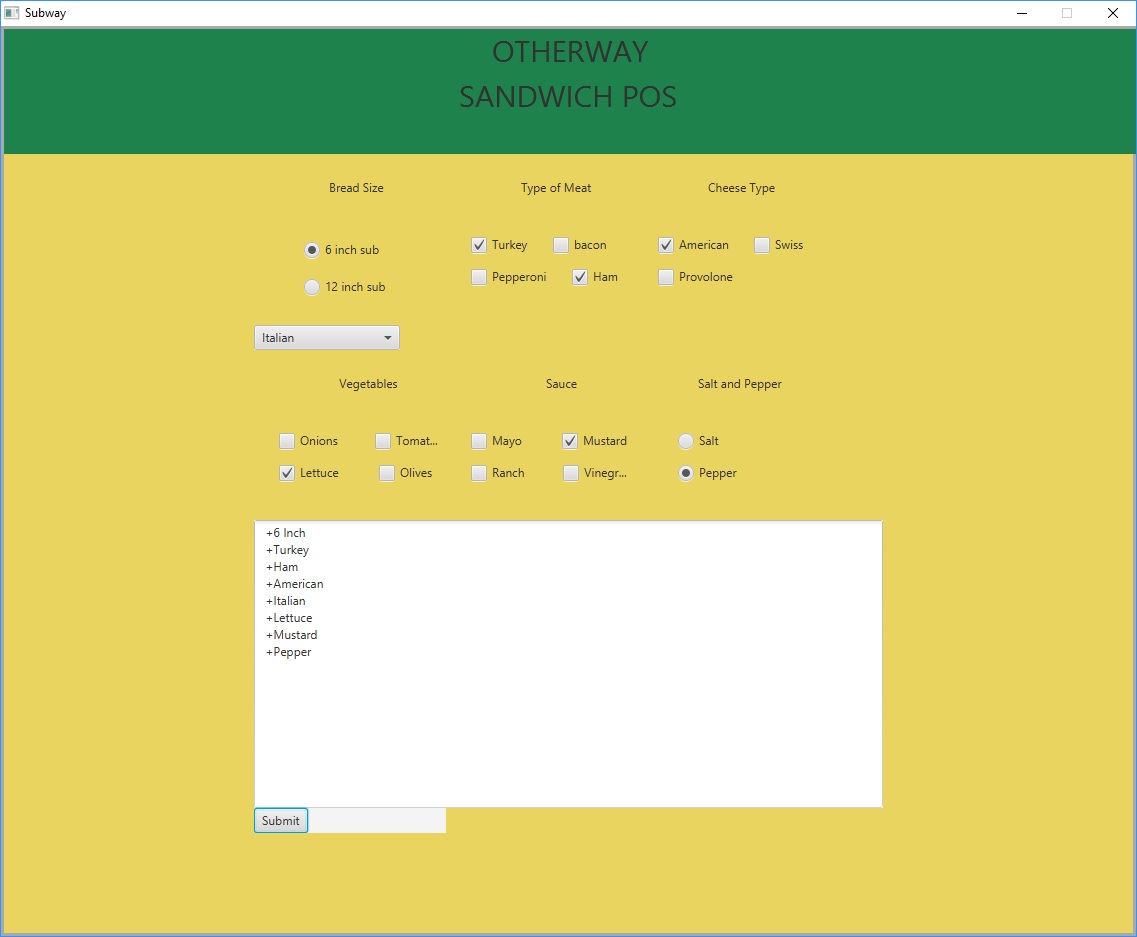 Subway
OTHERWAY
SANDWICH POS
Bread Size Type of Meat Cheese Type
6 inch sub Turkey bacon American Swiss
12 inch sub Pepperoni Ham Provolone
Italian
Vegetables Sauce Salt and Pepper
Onions Tomat... Mayo Mustard Salt
Lettuce Olives Ranch Vinegr... Pepper
+6 Inch
+Turkey
+Ham
+American
+Italian
+Lettuce
+Mustard
+Pepper
Submit